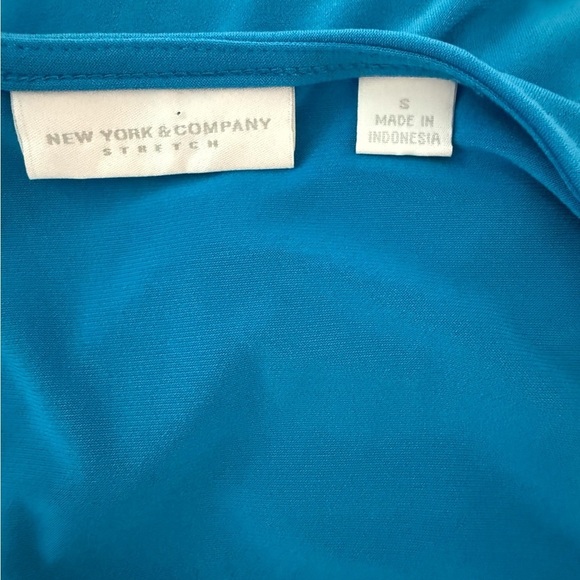 NEW YORK & COMPANY
STRETCH
S
MADE IN
INDONESIA